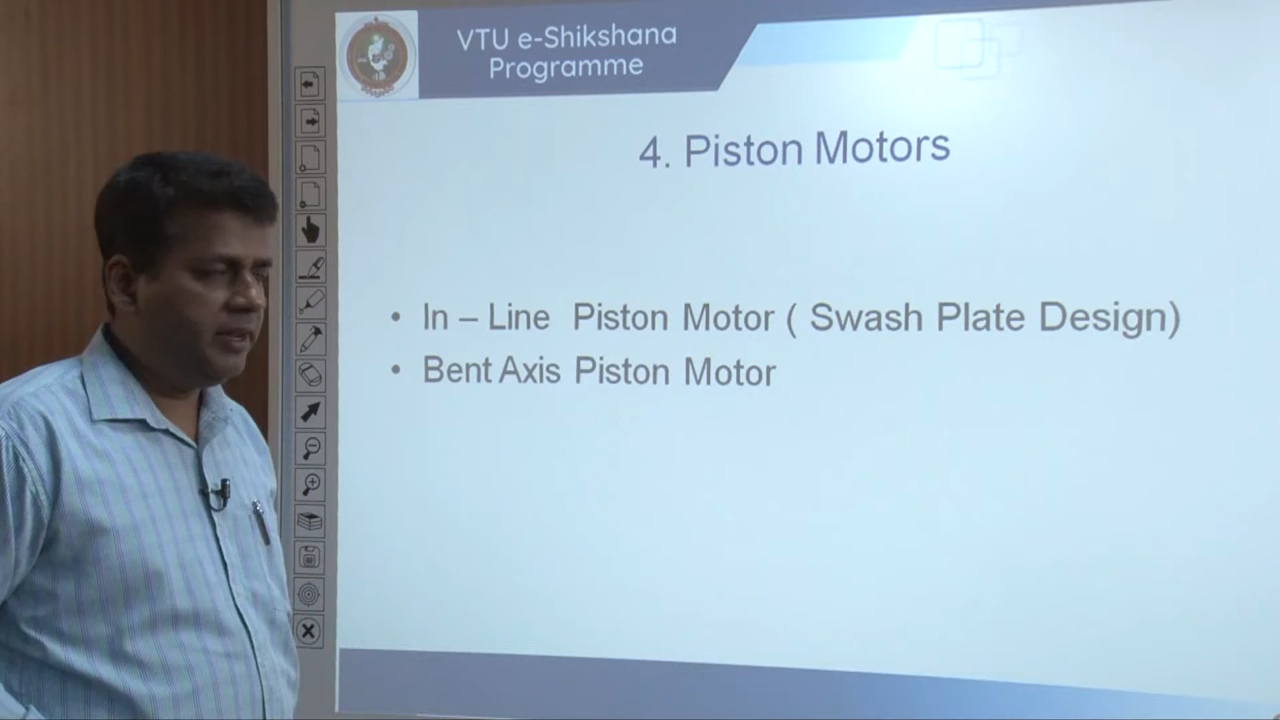 VTU e-Shikshana
Programme
4. Piston Motors
• In – Line Piston Motor ( Swash Plate Design)
• Bent Axis Piston Motor